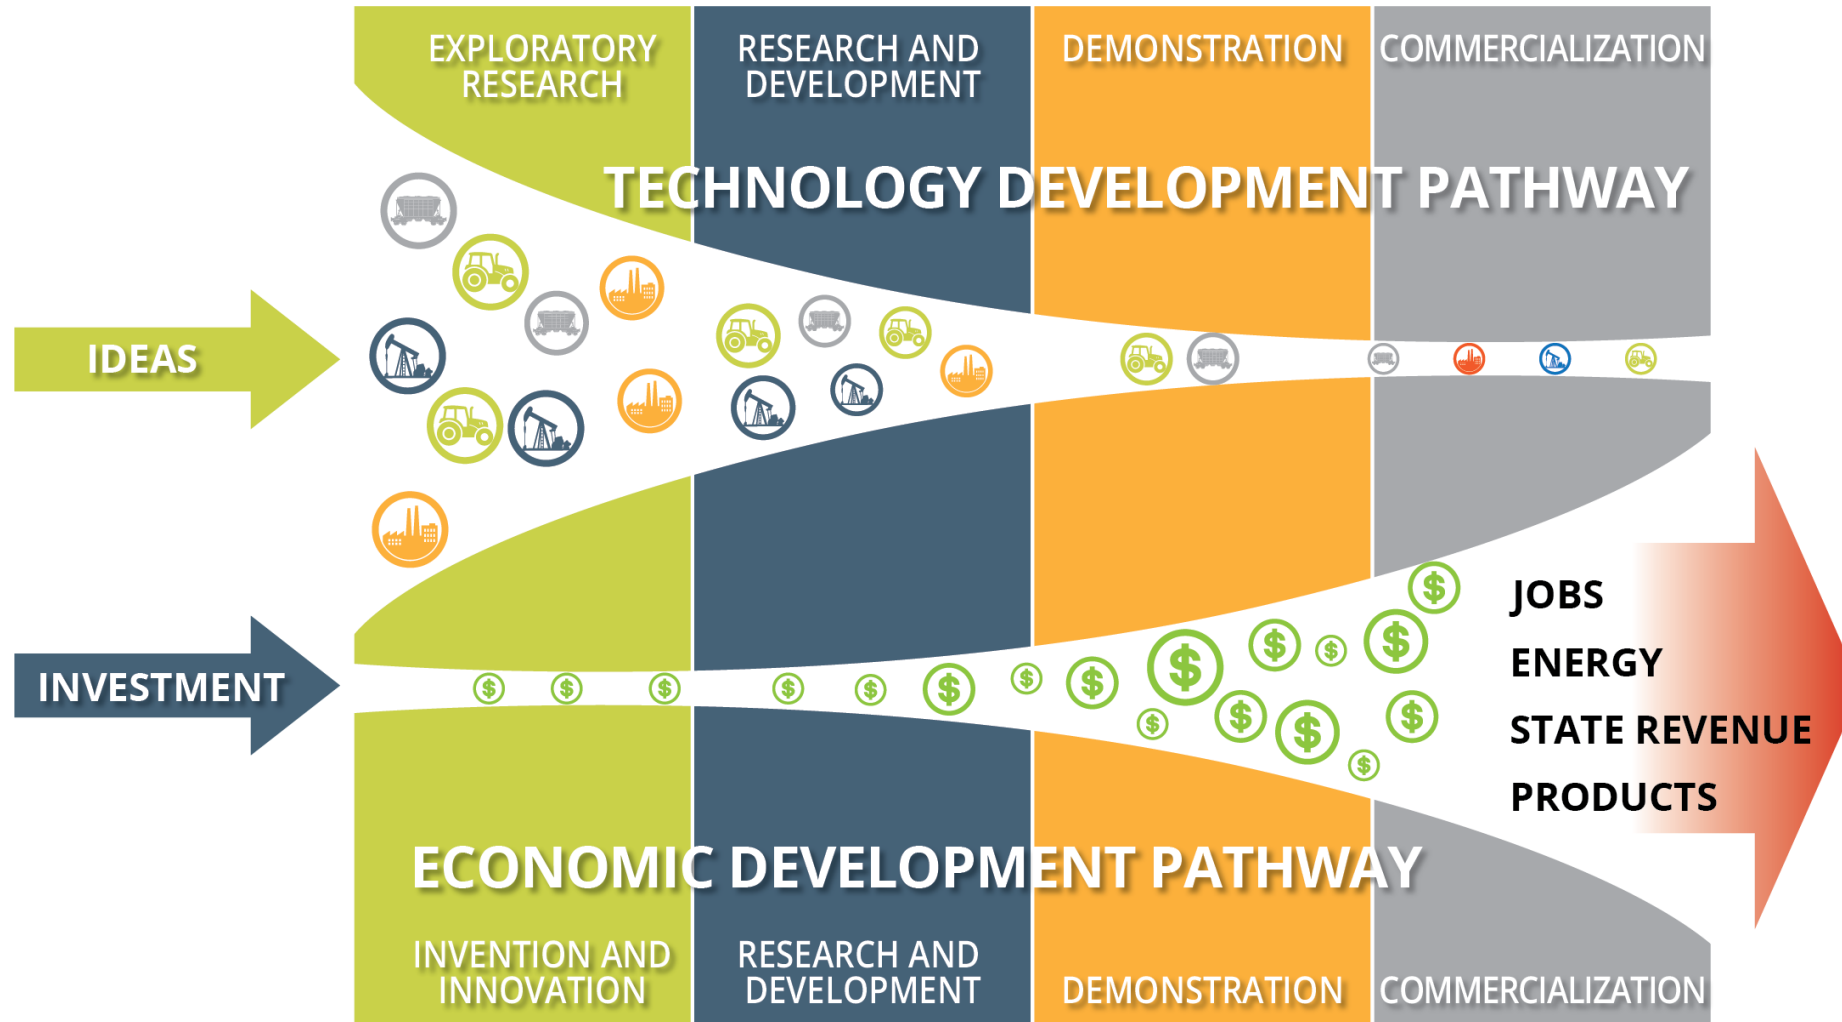 EXPLORATORY
RESEARCH
RESEARCH AND
DEVELOPMENT
DEMONSTRATION
COMMERCIALIZATION
TECHNOLOGY DEVELOPMENT PATHWAY
IDEAS
INVESTMENT
$ $ $ $ $ $ $ $ $ $ $ $ $ $ $ $ $ $
JOBS
ENERGY
STATE REVENUE
PRODUCTS
ECONOMIC DEVELOPMENT PATHWAY
INVENTION AND
INNOVATION
RESEARCH AND
DEVELOPMENT
DEMONSTRATION
COMMERCIALIZATION